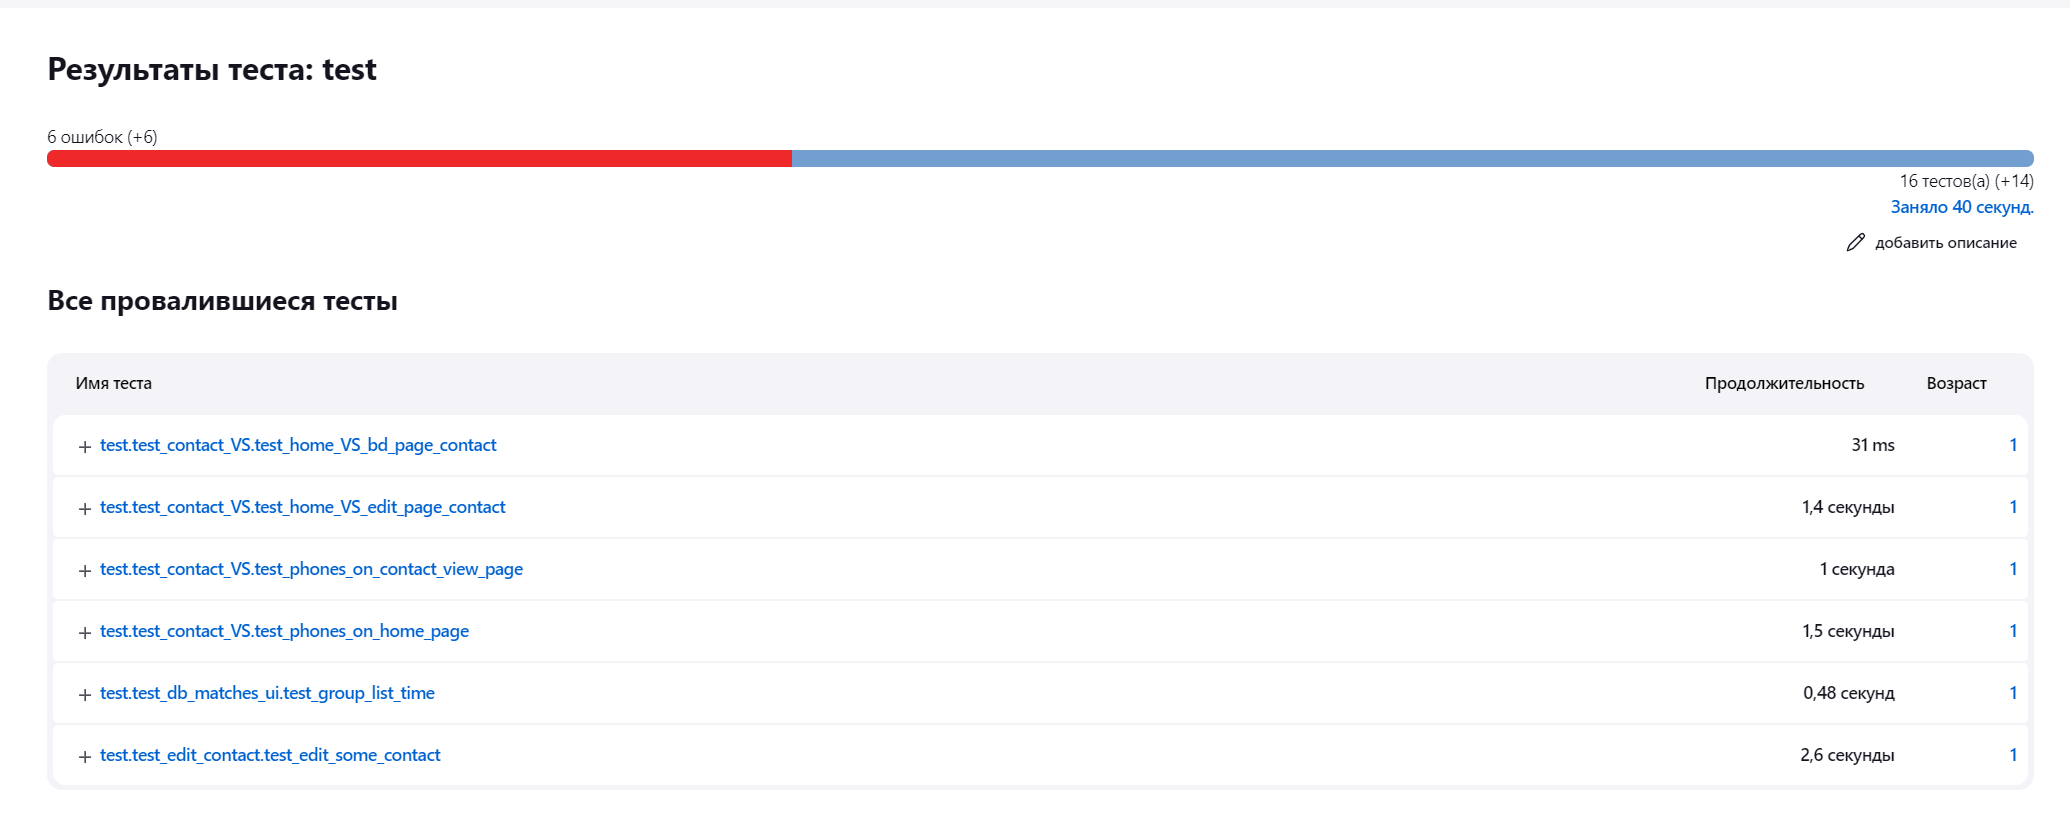 Результаты теста: test
6 ошибок (+6)
16 тестов(а) (+14)
Заняло 40 секунд.
добавить описание
Все провалившиеся тесты
Имя теста Продолжительность Возраст
+ test.test_contact_VS.test_home_VS_bd_page_contact 31 ms 1
+ test.test_contact_VS.test_home_VS_edit_page_contact 1,4 секунды 1
+ test.test_contact_VS.test_phones_on_contact_view_page 1 секунда 1
+ test.test_contact_VS.test_phones_on_home_page 1,5 секунды 1
+ test.test_db_matches_ui.test_group_list_time 0,48 секунд 1
+ test.test_edit_contact.test_edit_some_contact 2,6 секунды 1